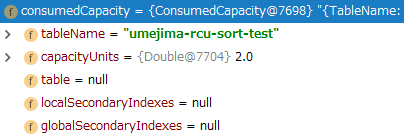 consumedCapacity = {ConsumedCapacity@7698} "{TableName:
tableName = "umejima-rcu-sort-test"
capacityUnits = {Double@7704} 2.0
table = null
localSecondaryIndexes = null
globalSecondaryIndexes = null